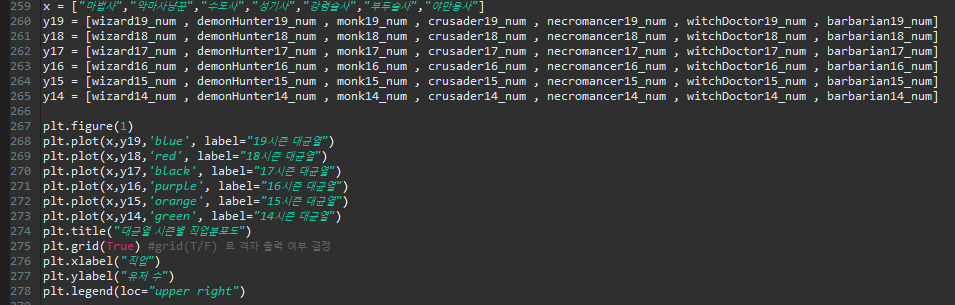 259 x = ["마법사","악마사냥꾼","수도사","성기사","강령술사","부두술사","야만용사"]
260 y19 = [wizard19_num , demonHunter19_num , monk19_num , crusader19_num , necromancer19_num , witchDoctor19_num , barbarian19_num]
261 y18 = [wizard18_num , demonHunter18_num , monk18_num , crusader18_num , necromancer18_num , witchDoctor18_num , barbarian18_num]
262 y17 = [wizard17_num , demonHunter17_num , monk17_num , crusader17_num , necromancer17_num , witchDoctor17_num , barbarian17_num]
263 y16 = [wizard16_num , demonHunter16_num , monk16_num , crusader16_num , necromancer16_num , witchDoctor16_num , barbarian16_num]
264 y15 = [wizard15_num , demonHunter15_num , monk15_num , crusader15_num , necromancer15_num , witchDoctor15_num , barbarian15_num]
265 y14 = [wizard14_num , demonHunter14_num , monk14_num , crusader14_num , necromancer14_num , witchDoctor14_num , barbarian14_num]
266
267 plt.figure(1)
268 plt.plot(x,y19,'blue', label="19시즌 대균열")
269 plt.plot(x,y18,'red', label="18시즌 대균열")
270 plt.plot(x,y17,'black', label="17시즌 대균열")
271 plt.plot(x,y16,'purple', label="16시즌 대균열")
272 plt.plot(x,y15,'orange', label="15시즌 대균열")
273 plt.plot(x,y14,'green', label="14시즌 대균열")
274 plt.title("대균열 시즌별 직업분포도")
275 plt.grid(True) #grid(T/F) 로 격자 출력 여부 결정
276 plt.xlabel("직업")
277 plt.ylabel("유저 수")
278 plt.legend(loc="upper right")